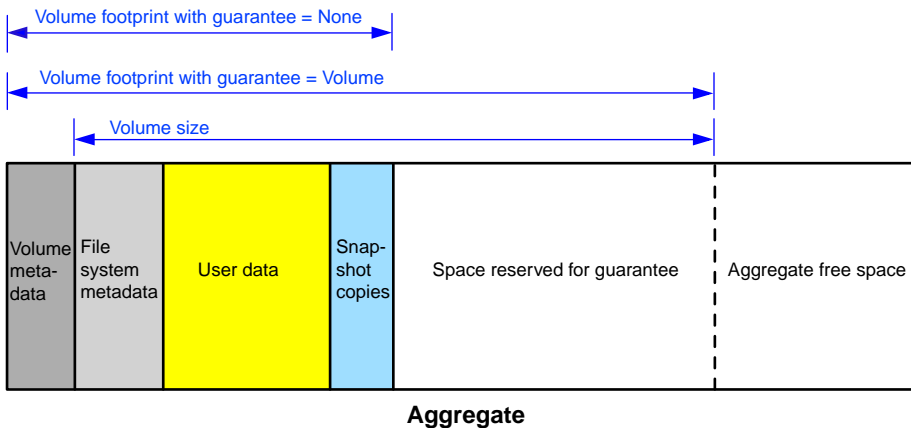 Volume footprint with guarantee = None
Volume footprint with guarantee = Volume
Volume size
Volume
meta-
data
File
system
metadata
User data
Snap-
shot
copies
Space reserved for guarantee
Aggregate free space
Aggregate